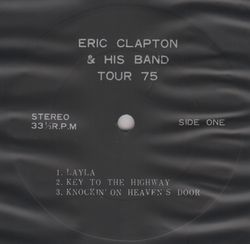 ERIC CLAPTON
& HIS BAND
TOUR 75
STEREO
33⅓R.P.M
SIDE ONE
1. LAYLA
2. KEY TO THE HIGHWAY
3. KNOCKIN' ON HEAVEN'S DOOR